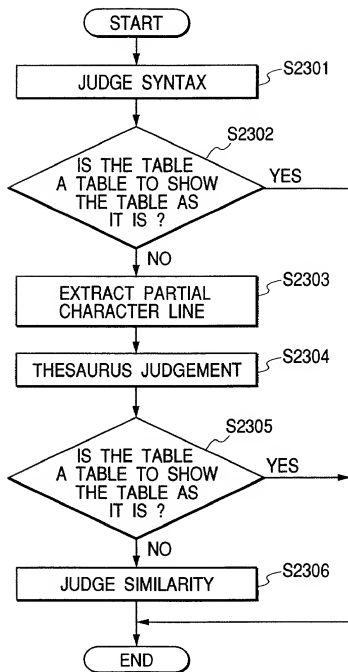 START
S2301
JUDGE SYNTAX
S2302
IS THE TABLE
A TABLE TO SHOW
THE TABLE AS
IT IS ?
YES
NO
S2303
EXTRACT PARTIAL
CHARACTER LINE
S2304
THESAURUS JUDGEMENT
S2305
IS THE TABLE
A TABLE TO SHOW
THE TABLE AS
IT IS ?
YES
NO
S2306
JUDGE SIMILARITY
END